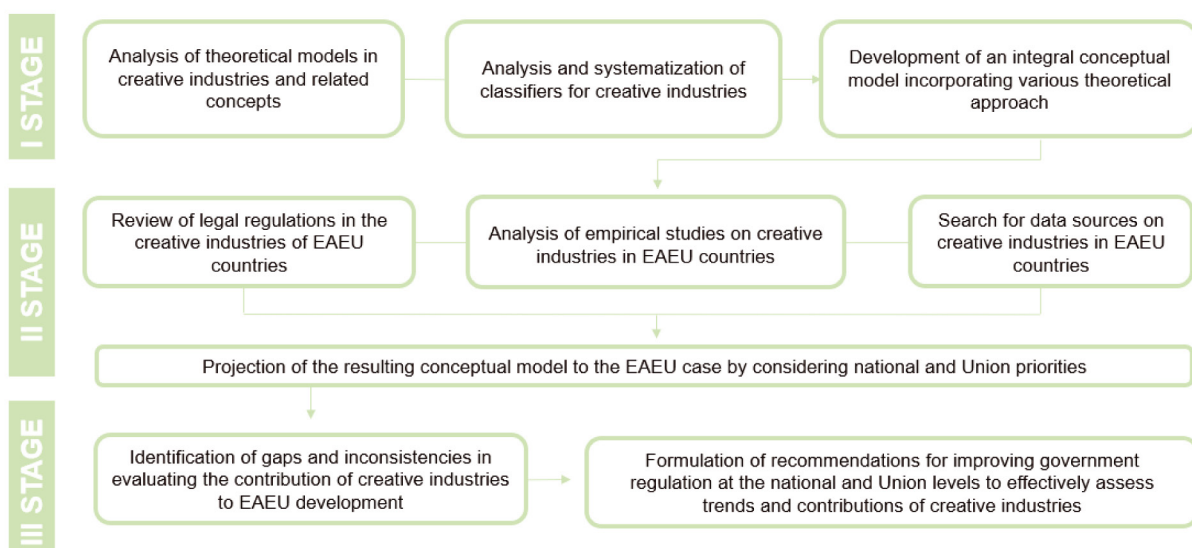 I STAGE
Analysis of theoretical models in
creative industries and related
concepts
Analysis and systematization of
classifiers for creative industries
Development of an integral conceptual
model incorporating various theoretical
approach
II STAGE
Review of legal regulations in the
creative industries of EAEU
countries
Analysis of empirical studies on creative
industries in EAEU countries
Search for data sources on
creative industries in EAEU
countries
Projection of the resulting conceptual model to the EAEU case by considering national and Union priorities
III STAGE
Identification of gaps and inconsistencies in
evaluating the contribution of creative industries
to EAEU development
Formulation of recommendations for improving government
regulation at the national and Union levels to effectively assess
trends and contributions of creative industries